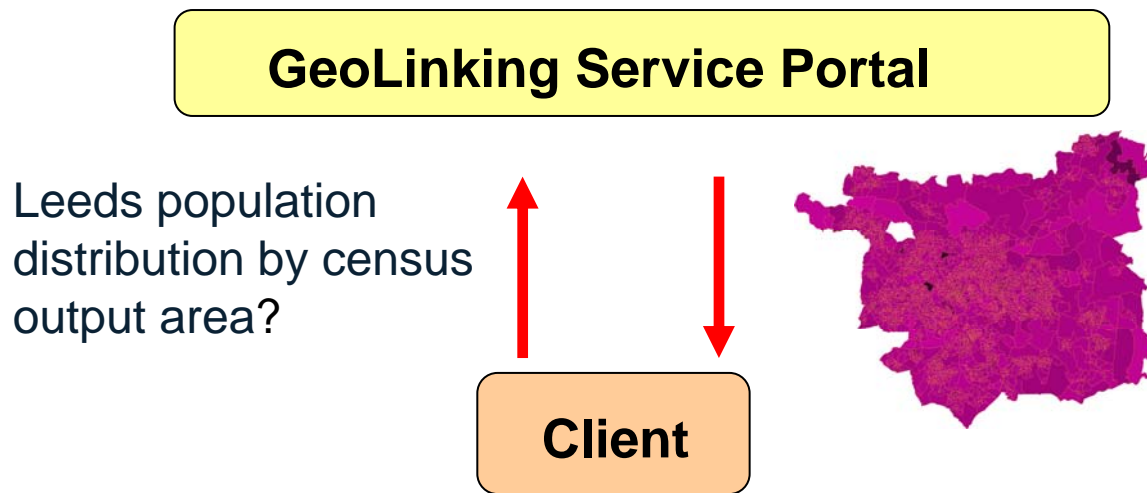 GeoLinking Service Portal
Leeds population
distribution by census
output area?
Client